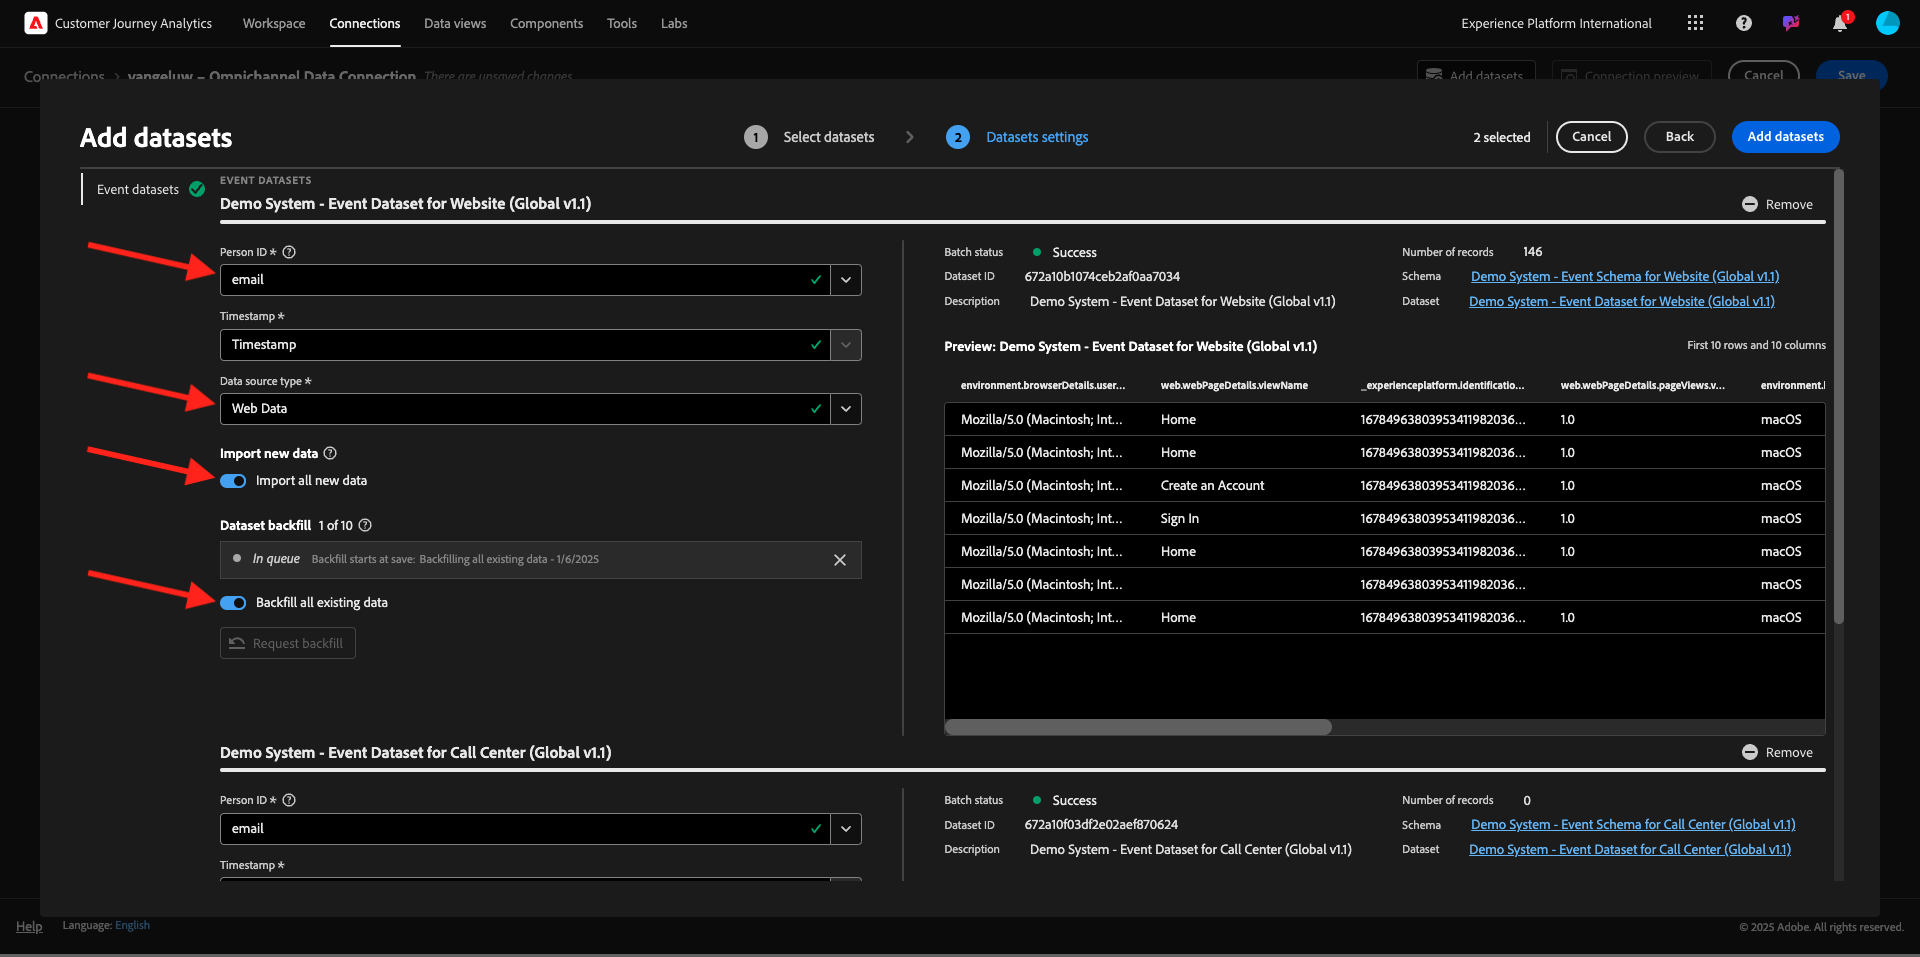 Customer Journey Analytics
Workspace
Connections
Data views
Components
Tools
Labs
Experience Platform International
1
Connections > vangeluw – Omnichannel Data Connection There are unsaved changes
Add datasets
Connection preview
Cancel
Save
Add datasets
1 Select datasets
2 Datasets settings
2 selected
Cancel
Back
Add datasets
Event datasets
EVENT DATASETS
Demo System - Event Dataset for Website (Global v1.1)
Remove
Person ID *
email
Timestamp *
Timestamp
Data source type *
Web Data
Import new data
Import all new data
Dataset backfill 1 of 10
In queue Backfill starts at save: Backfilling all existing data - 1/6/2025
Backfill all existing data
Request backfill
Batch status Success
Dataset ID 672a10b1074ceb2af0aa7034
Description Demo System - Event Dataset for Website (Global v1.1)
Number of records 146
Schema Demo System - Event Schema for Website (Global v1.1)
Dataset Demo System - Event Dataset for Website (Global v1.1)
Preview: Demo System - Event Dataset for Website (Global v1.1)
First 10 rows and 10 columns
environment.browserDetails.user... web.webPageDetails.viewName _experienceplatform.identificatio... web.webPageDetails.pageViews.v... environment.
Mozilla/5.0 (Macintosh; Int... Home 16784963803953411982036... 1.0 macOS
Mozilla/5.0 (Macintosh; Int... Home 16784963803953411982036... 1.0 macOS
Mozilla/5.0 (Macintosh; Int... Create an Account 16784963803953411982036... 1.0 macOS
Mozilla/5.0 (Macintosh; Int... Sign In 16784963803953411982036... 1.0 macOS
Mozilla/5.0 (Macintosh; Int... Home 16784963803953411982036... 1.0 macOS
Mozilla/5.0 (Macintosh; Int... 16784963803953411982036... macOS
Mozilla/5.0 (Macintosh; Int... Home 16784963803953411982036... 1.0 macOS
Demo System - Event Dataset for Call Center (Global v1.1)
Remove
Person ID *
email
Timestamp *
Batch status Success
Dataset ID 672a10f03df2e02aef870624
Description Demo System - Event Dataset for Call Center (Global v1.1)
Number of records 0
Schema Demo System - Event Schema for Call Center (Global v1.1)
Dataset Demo System - Event Dataset for Call Center (Global v1.1)
Help
Language: English
© 2025 Adobe. All rights reserved.